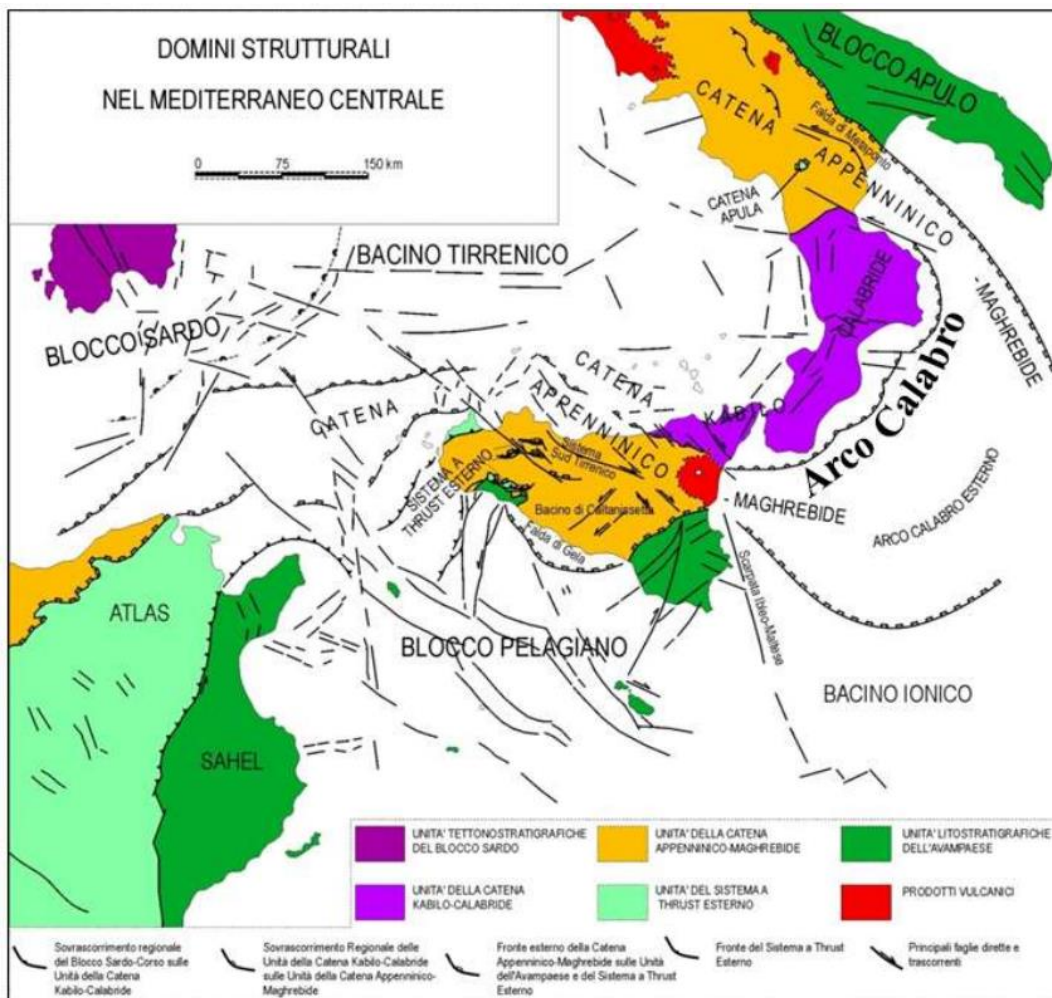 DOMINI STRUTTURALI
NEL MEDITERRANEO CENTRALE
0 75 150 km
BLOCCO APULO
CATENA
Falda di Metaponto
APPENNINICO
CATENA
APULA
- MAGHREBIDE
BACINO TIRRENICO
BLOCCO SARDO
CALABRIDE
Arco Calabro
CATENA
CATENA
APRENNINICO
KABILO
Sistema
Sud Tirrenico
SISTEMA A
THRUST ESTERNO
Bacino di Caltanissetta
- MAGHREBIDE
ARCO CALABRO ESTERNO
Falda di Gela
Scarpata Ibleo-Maltese
ATLAS
BLOCCO PELAGIANO
BACINO IONICO
SAHEL
UNITA' TETTONOSTRATIGRAFICHE
DEL BLOCCO SARDO
UNITA' DELLA CATENA
APPENNINICO-MAGHREBIDE
UNITA' LITOSTRATIGRAFICHE
DELL'AVAMPAESE
UNITA' DELLA CATENA
KABILO-CALABRIDE
UNITA' DEL SISTEMA A
THRUST ESTERNO
PRODOTTI VULCANICI
Sovrascorrimento regionale
del Blocco Sardo-Corso sulle
Unità della Catena
Kabilo-Calabride
Sovrascorrimento Regionale delle
Unità della Catena Kabilo-Calabride
sulle Unità della Catena Appenninico-
Maghrebide
Fronte esterno della Catena
Appenninico-Maghrebide sulle Unità
dell'Avampaese e del Sistema a Thrust
Esterno
Fronte del Sistema a Thrust
Esterno
Principali faglie dirette e
trascorrenti